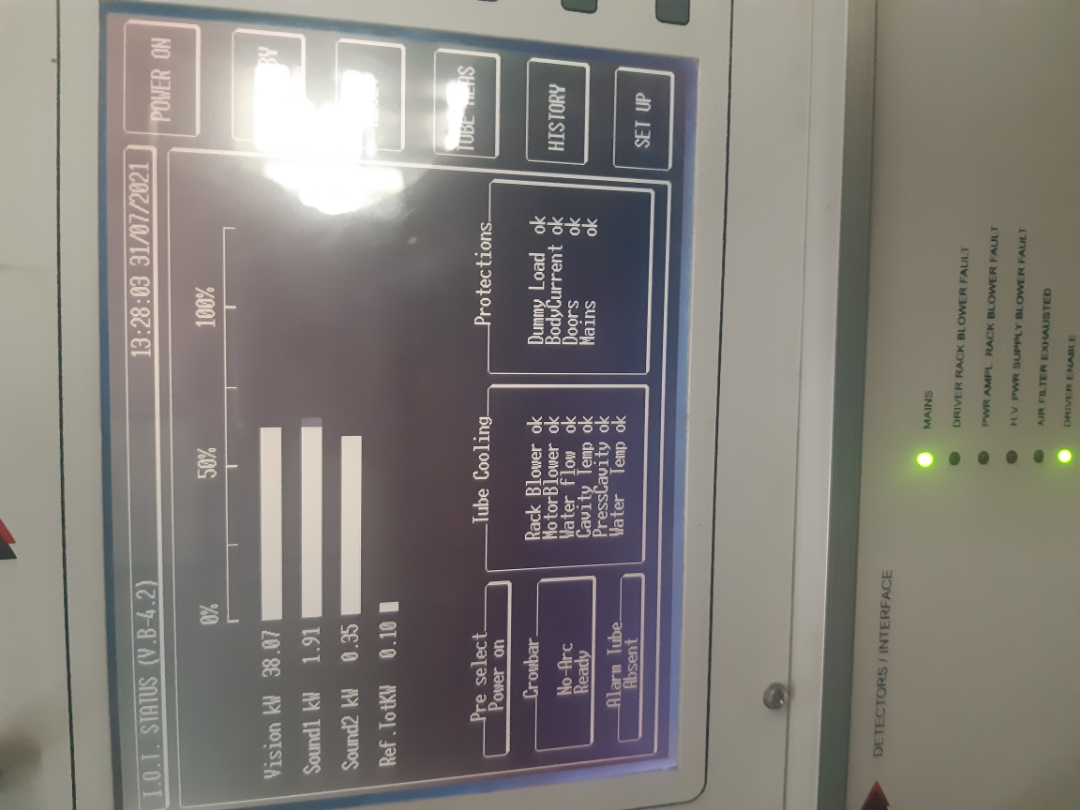 I.O.T. STATUS (V.B-4.2) 13:28:03 31/07/2021
POWER ON
0% 50% 100%
Vision kW 38.07
Sound1 kW 1.91
Sound2 kW 0.35
Ref.TotKW 0.10
TUBE MEAS
HISTORY
SET UP
Pre select
Power on
Crowbar
No-Arc
Ready
Alarm Tube
Absent
Tube Cooling
Rack Blower ok
MotorBlower ok
Water flow ok
Cavity Temp ok
PressCavity ok
Water Temp ok
Protections
Dummy Load ok
BodyCurrent ok
Doors ok
Mains ok
DETECTORS / INTERFACE
MAINS
DRIVER RACK BLOWER FAULT
PWR AMPL. RACK BLOWER FAULT
H.V. PWR SUPPLY BLOWER FAULT
AIR FILTER EXHAUSTED
DRIVER ENABLE